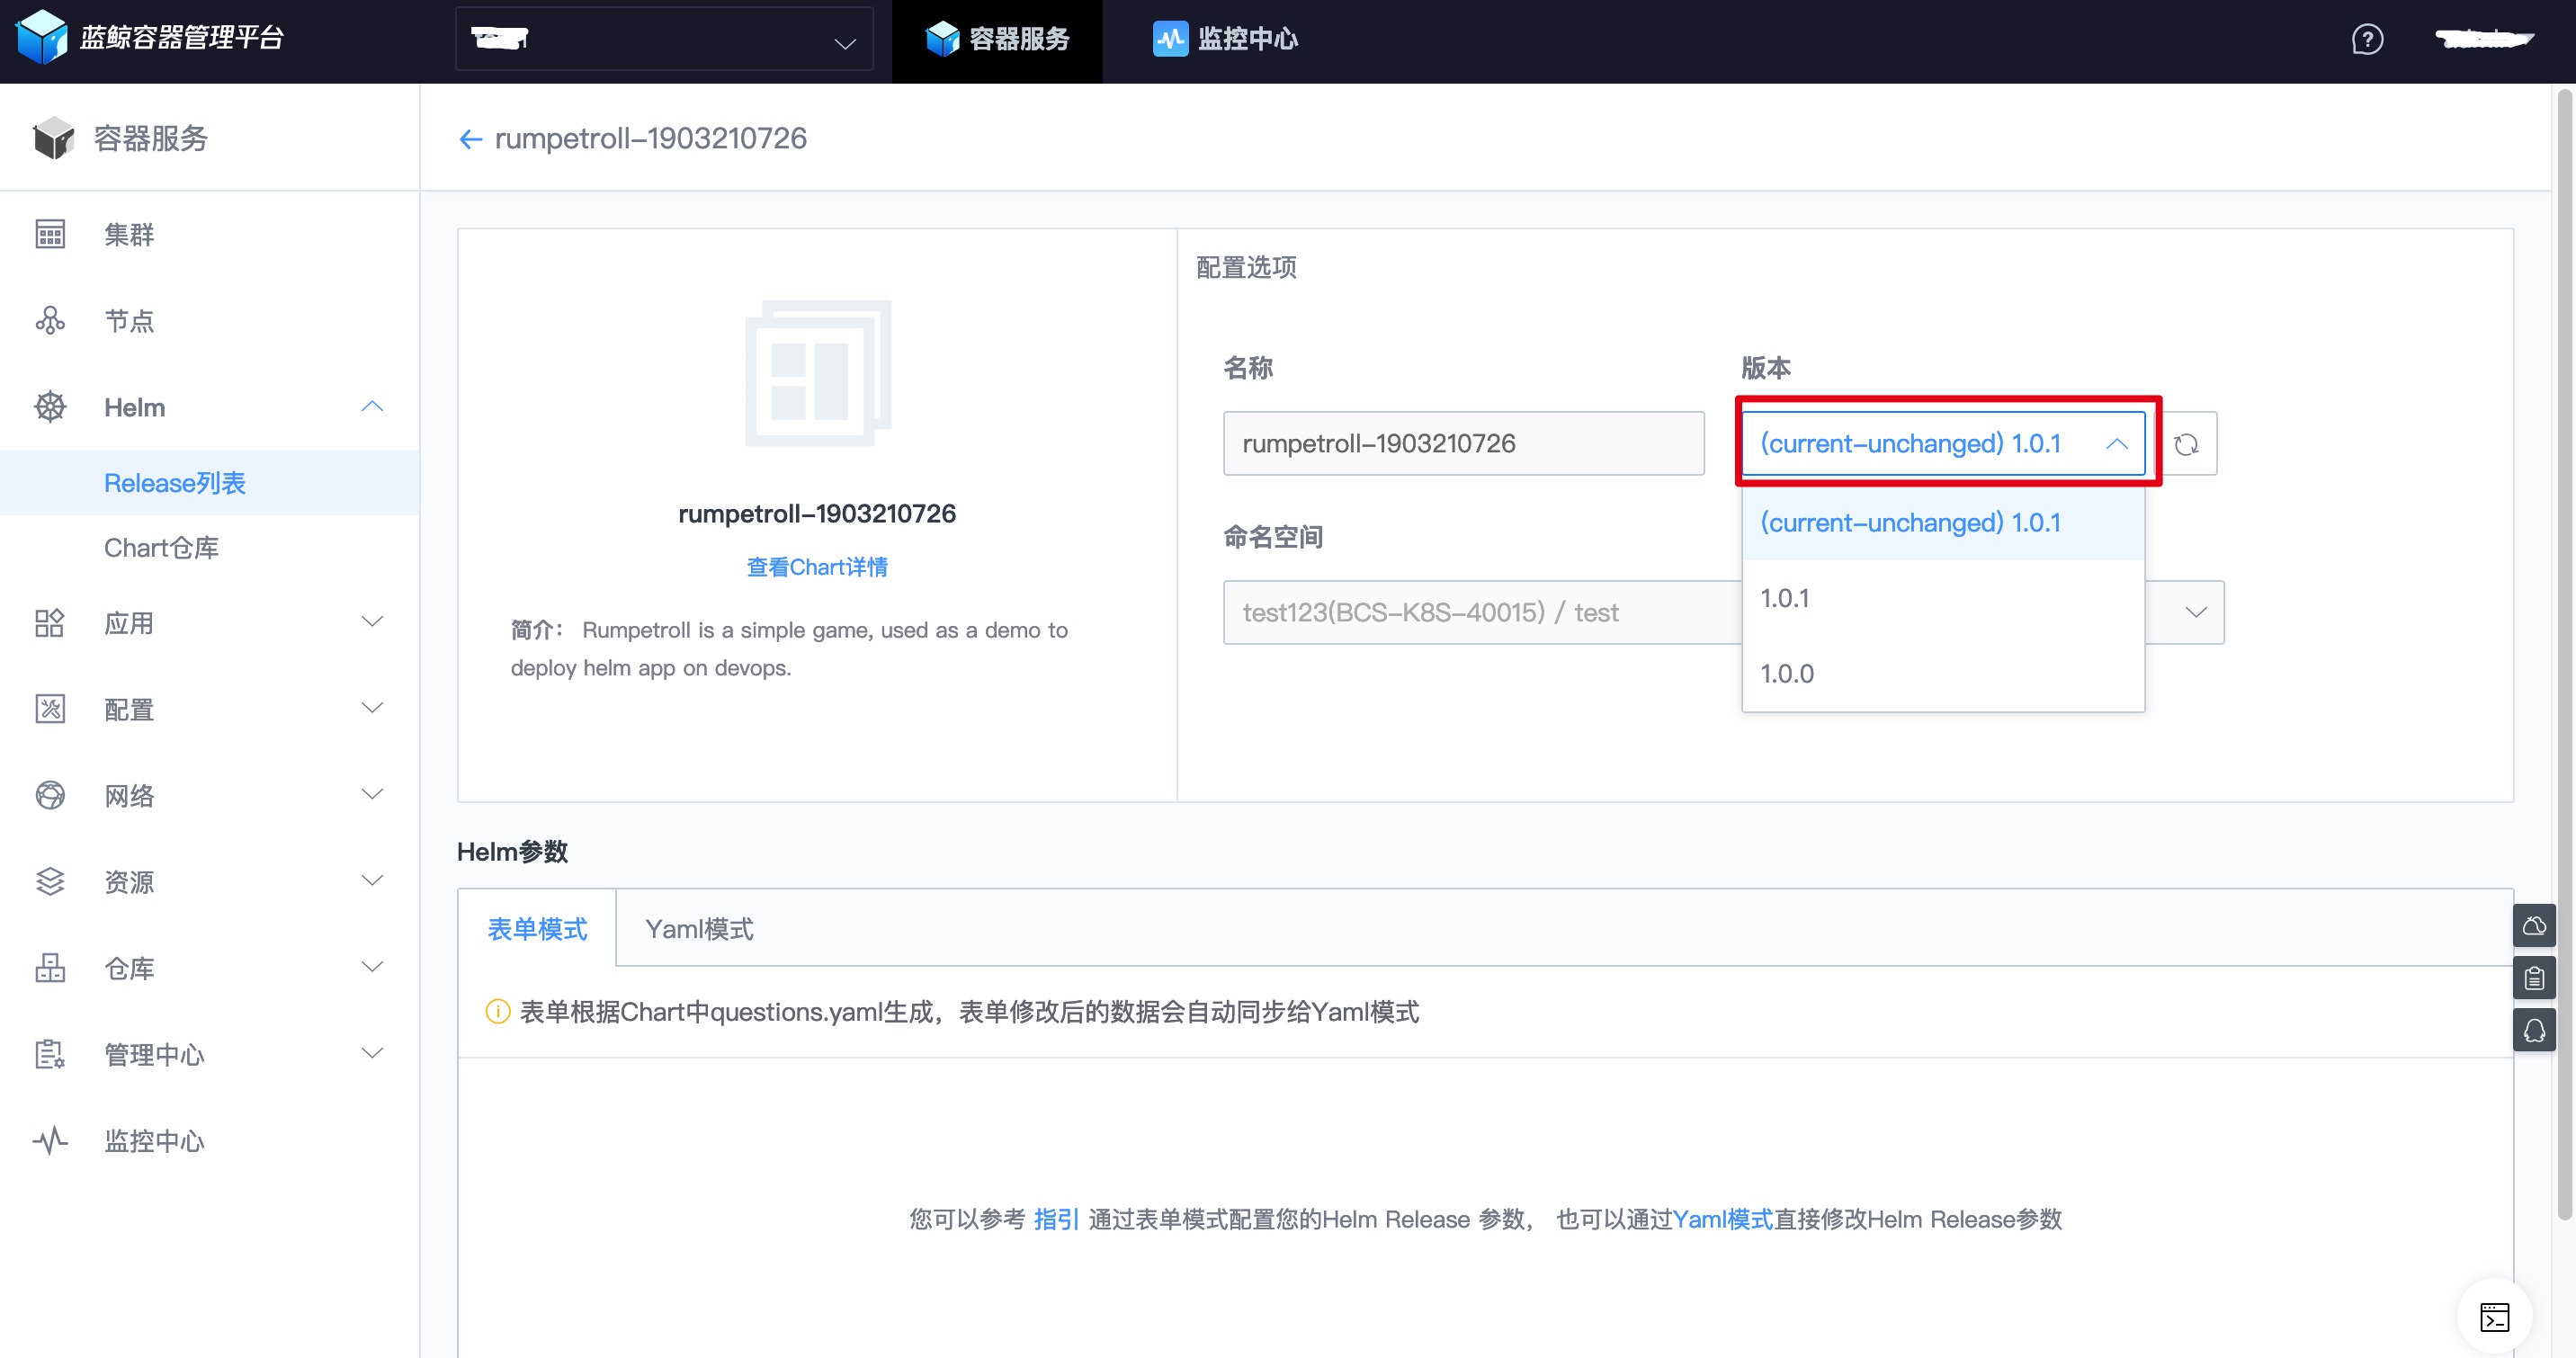 蓝鲸容器管理平台
容器服务
监控中心
容器服务
rumpetroll-1903210726
集群
节点
Helm
Release列表
Chart仓库
应用
配置
网络
资源
仓库
管理中心
监控中心
rumpetroll-1903210726
查看Chart详情
简介： Rumpetroll is a simple game, used as a demo to
deploy helm app on devops.
配置选项
名称
版本
rumpetroll-1903210726
(current-unchanged) 1.0.1
(current-unchanged) 1.0.1
1.0.1
1.0.0
命名空间
test123(BCS-K8S-40015) / test
Helm参数
表单模式
Yaml模式
表单根据Chart中questions.yaml生成，表单修改后的数据会自动同步给Yaml模式
您可以参考 指引 通过表单模式配置您的Helm Release 参数， 也可以通过Yaml模式直接修改Helm Release参数